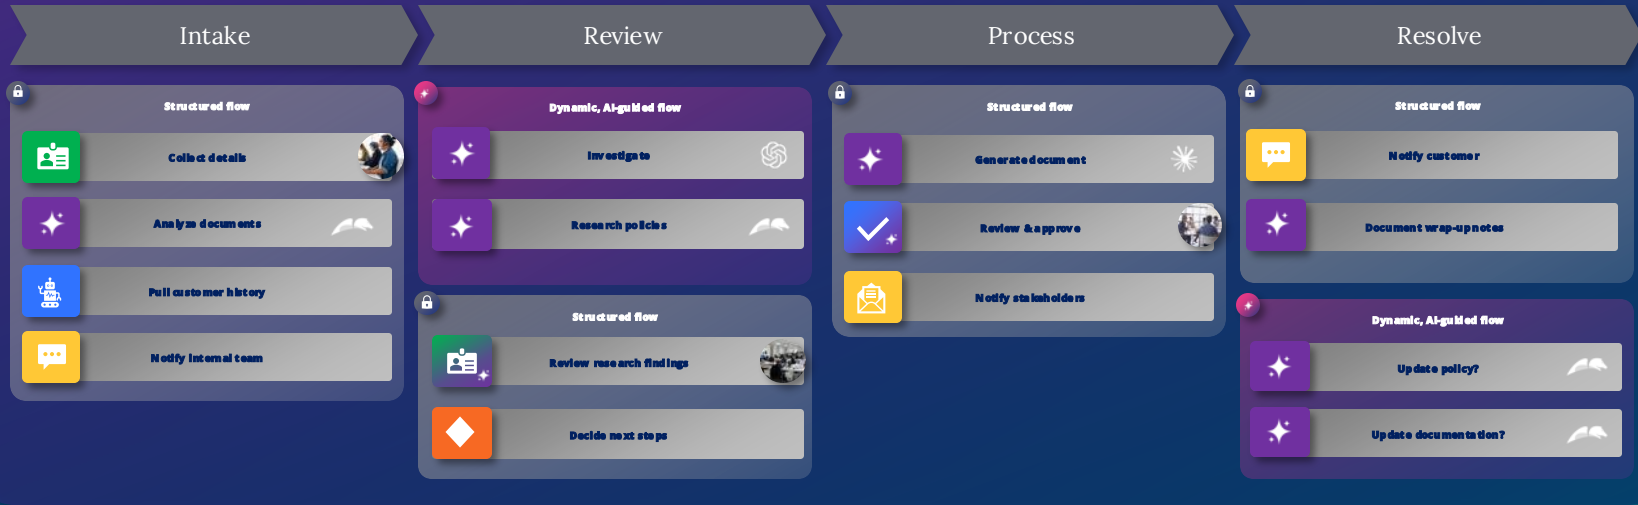 Intake
Review
Process
Resolve
Structured flow
Collect details
Analyze documents
Pull customer history
Notify internal team
Dynamic, AI-guided flow
Investigate
Research policies
Structured flow
Review research findings
Decide next steps
Structured flow
Generate document
Review & approve
Notify stakeholders
Structured flow
Notify customer
Document wrap-up notes
Dynamic, AI-guided flow
Update policy?
Update documentation?